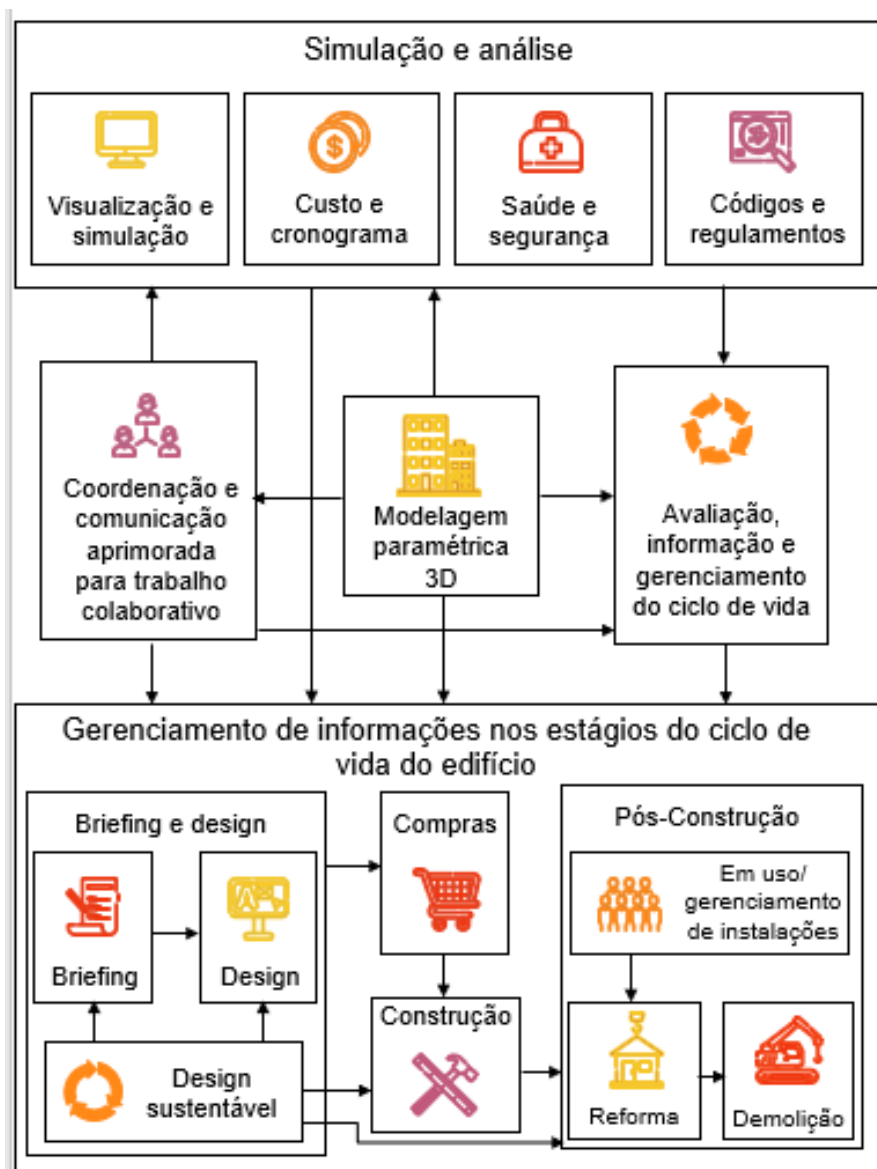 Simulação e análise
Visualização e
simulação
Custo e
cronograma
Saúde e
segurança
Códigos e
regulamentos
Coordenação e
comunicação
aprimorada
para trabalho
colaborativo
Modelagem
paramétrica
3D
Avaliação,
informação e
gerenciamento
do ciclo de vida
Gerenciamento de informações nos estágios do ciclo de
vida do edifício
Briefing e design
Briefing
Design
Design
sustentável
Compras
Construção
Pós-Construção
Em uso/
gerenciamento
de instalações
Reforma
Demolição